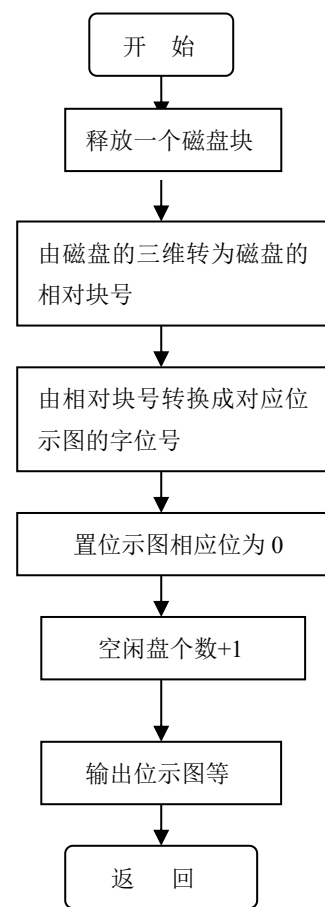 开 始
释放一个磁盘块
由磁盘的三维转为磁盘的
相对块号
由相对块号转换成对应位
示图的字位号
置位示图相应位为 0
空闲盘个数+1
输出位示图等
返 回